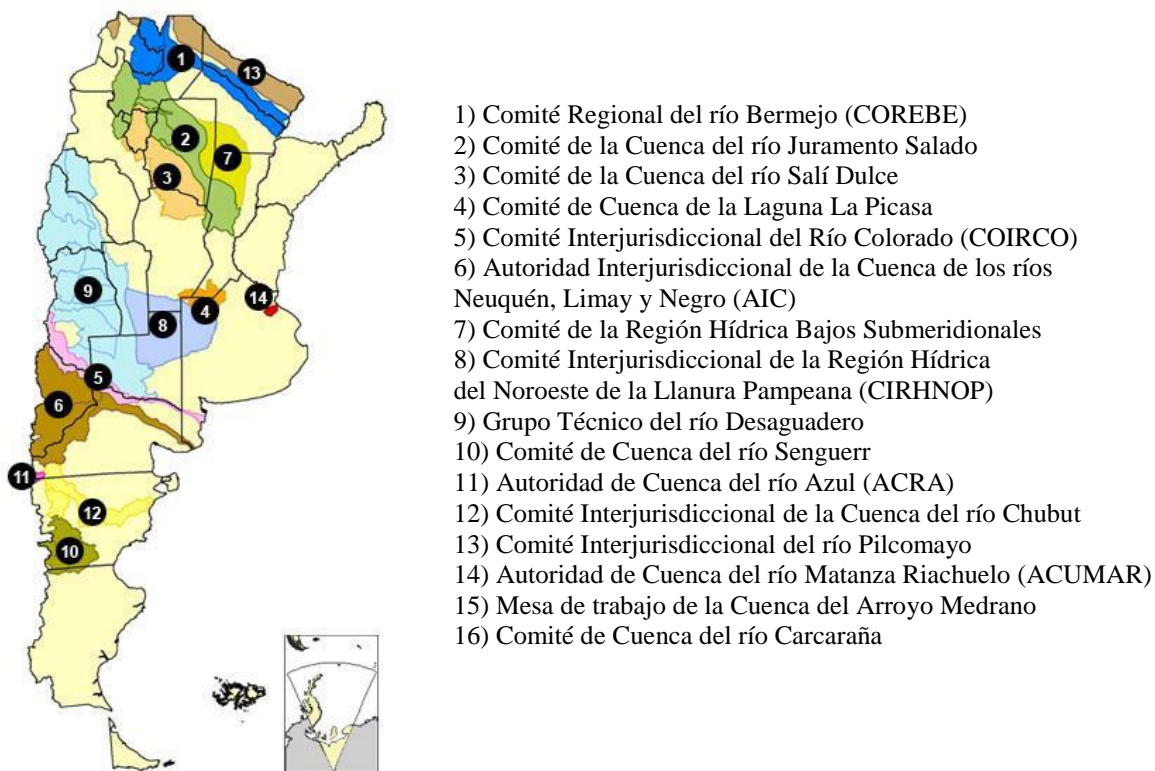 1
13
2
7
3
9
14
4
8
5
6
11
12
10
1) Comité Regional del río Bermejo (COREBE)
2) Comité de la Cuenca del río Juramento Salado
3) Comité de la Cuenca del río Salí Dulce
4) Comité de Cuenca de la Laguna La Picasa
5) Comité Interjurisdiccional del Río Colorado (COIRCO)
6) Autoridad Interjurisdiccional de la Cuenca de los ríos
Neuquén, Limay y Negro (AIC)
7) Comité de la Región Hídrica Bajos Submeridionales
8) Comité Interjurisdiccional de la Región Hídrica
del Noroeste de la Llanura Pampeana (CIRHNOP)
9) Grupo Técnico del río Desaguadero
10) Comité de Cuenca del río Senguerr
11) Autoridad de Cuenca del río Azul (ACRA)
12) Comité Interjurisdiccional de la Cuenca del río Chubut
13) Comité Interjurisdiccional del río Pilcomayo
14) Autoridad de Cuenca del río Matanza Riachuelo (ACUMAR)
15) Mesa de trabajo de la Cuenca del Arroyo Medrano
16) Comité de Cuenca del río Carcaraña